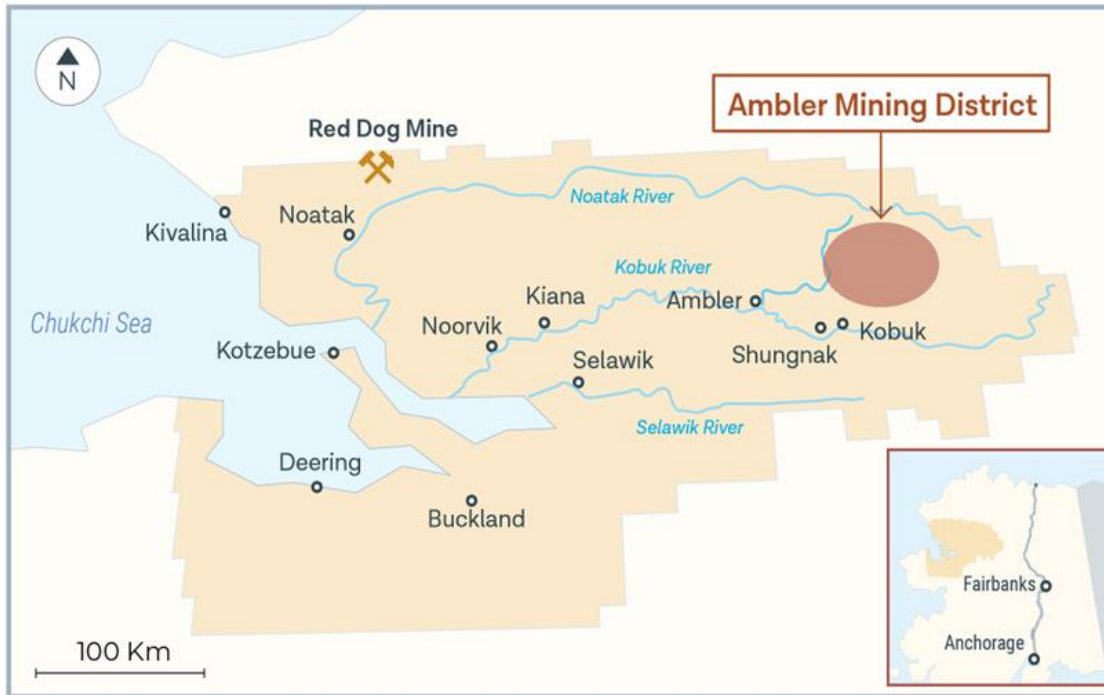 N
Ambler Mining District
Red Dog Mine
Noatak River
Kivalina
Noatak
Kobuk River
Chukchi Sea
Kiana
Ambler
Noorvik
Kobuk
Kotzebue
Selawik
Shungnak
Selawik River
Deering
Buckland
Fairbanks
Anchorage
100 Km